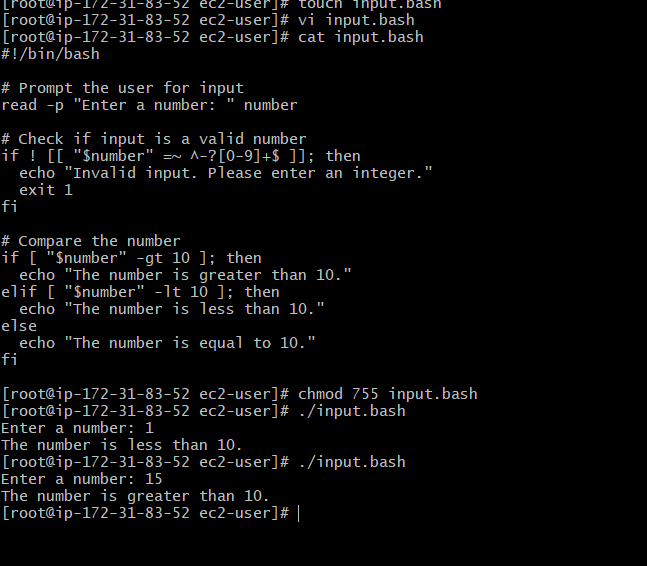 [root@ip-172-31-83-52 ec2-user]# touch input.bash
[root@ip-172-31-83-52 ec2-user]# vi input.bash
[root@ip-172-31-83-52 ec2-user]# cat input.bash
#!/bin/bash

# Prompt the user for input
read -p "Enter a number: " number

# Check if input is a valid number
if ! [[ "$number" =~ ^-?[0-9]+$ ]]; then
  echo "Invalid input. Please enter an integer."
  exit 1
fi

# Compare the number
if [ "$number" -gt 10 ]; then
  echo "The number is greater than 10."
elif [ "$number" -lt 10 ]; then
  echo "The number is less than 10."
else
  echo "The number is equal to 10."
fi

[root@ip-172-31-83-52 ec2-user]# chmod 755 input.bash
[root@ip-172-31-83-52 ec2-user]# ./input.bash
Enter a number: 1
The number is less than 10.
[root@ip-172-31-83-52 ec2-user]# ./input.bash
Enter a number: 15
The number is greater than 10.
[root@ip-172-31-83-52 ec2-user]#